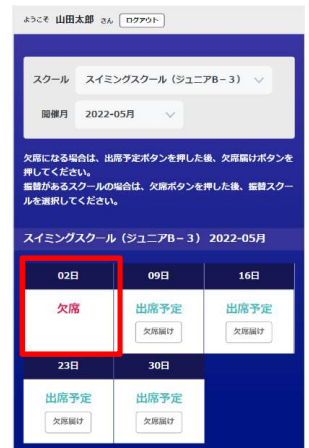 ようこそ 山田太郎 さん ログアウト
スクール スイミングスクール（ジュニアB－3）
開催月 2022-05月
欠席になる場合は、出席予定ボタンを押した後、欠席届けボタンを
押してください。
振替があるスクールの場合は、欠席ボタンを押した後、振替スクー
ルを選択してください。
スイミングスクール（ジュニアB－3） 2022-05月
02日 09日 16日
欠席 出席予定 出席予定
欠席届け 欠席届け
23日 30日
出席予定 出席予定
欠席届け 欠席届け